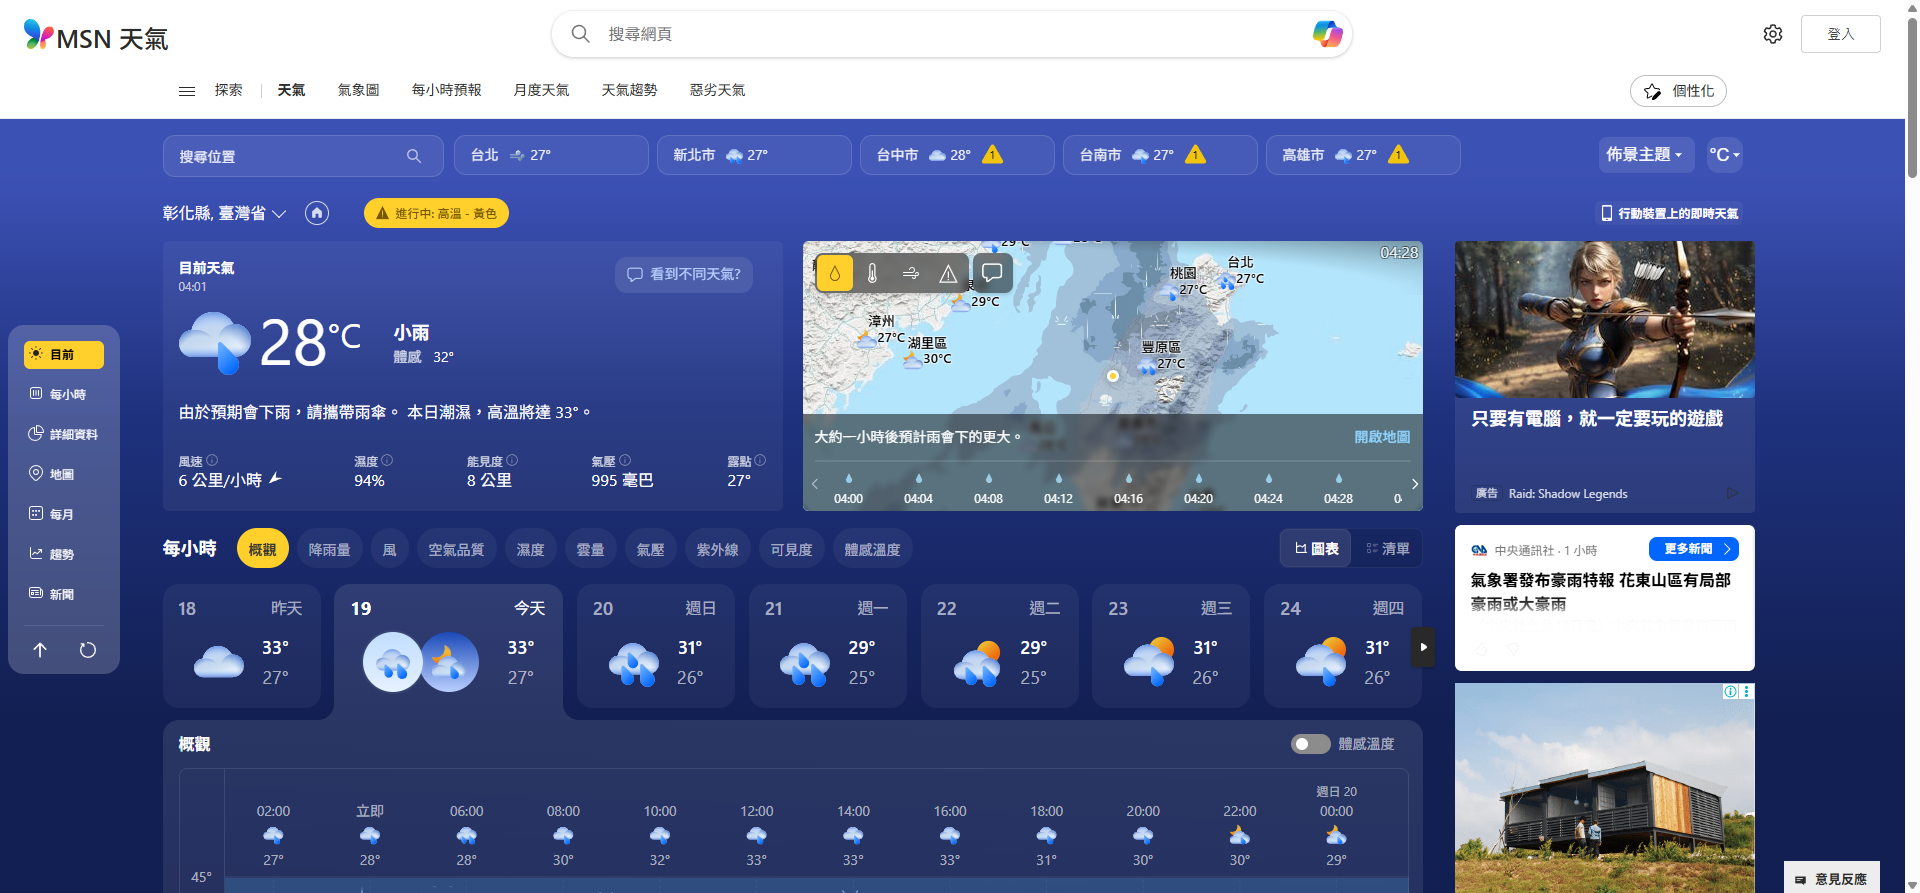 MSN 天氣
搜尋網頁
登入
探索
天氣
氣象圖
每小時預報
月度天氣
天氣趨勢
惡劣天氣
個性化
搜尋位置
台北 27°
新北市 27°
台中市 28° 1
台南市 27° 1
高雄市 27° 1
佈景主題
°C
彰化縣, 臺灣省
進行中: 高溫 - 黃色
行動裝置上的即時天氣
目前
每小時
詳細資料
地圖
每月
趨勢
新聞
目前天氣
04:01
看到不同天氣?
28°C
小雨
體感 32°
由於預期會下雨，請攜帶雨傘。 本日潮濕，高溫將達 33°。
風速
6 公里/小時
濕度
94%
能見度
8 公里
氣壓
995 毫巴
露點
27°
04:28
29°C
29°C
台北
27°C
桃園
27°C
漳州
27°C
湖里區
30°C
豐原區
27°C
大約一小時後預計雨會下的更大。
開啟地圖
04:00
04:04
04:08
04:12
04:16
04:20
04:24
04:28
只要有電腦，就一定要玩的遊戲
廣告 Raid: Shadow Legends
中央通訊社 · 1 小時
更多新聞
氣象署發布豪雨特報 花東山區有局部
豪雨或大豪雨
每小時
概觀
降雨量
風
空氣品質
濕度
雲量
氣壓
紫外線
可見度
體感溫度
圖表
清單
18 昨天
33°
27°
19 今天
33°
27°
20 週日
31°
26°
21 週一
29°
25°
22 週二
29°
25°
23 週三
31°
26°
24 週四
31°
26°
概觀
體感溫度
週日 20
02:00 立即 06:00 08:00 10:00 12:00 14:00 16:00 18:00 20:00 22:00 00:00
27° 28° 28° 30° 32° 33° 33° 33° 31° 30° 30° 29°
45°
意見反應